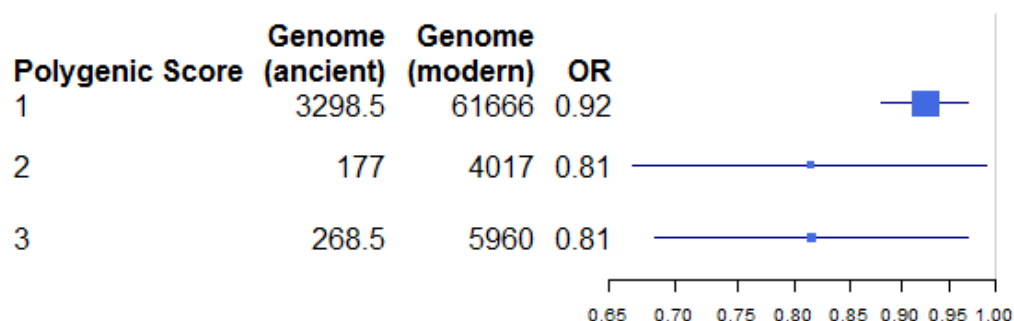 Genome Genome
Polygenic Score (ancient) (modern) OR
1 3298.5 61666 0.92
2 177 4017 0.81
3 268.5 5960 0.81
0.65 0.70 0.75 0.80 0.85 0.90 0.95 1.00